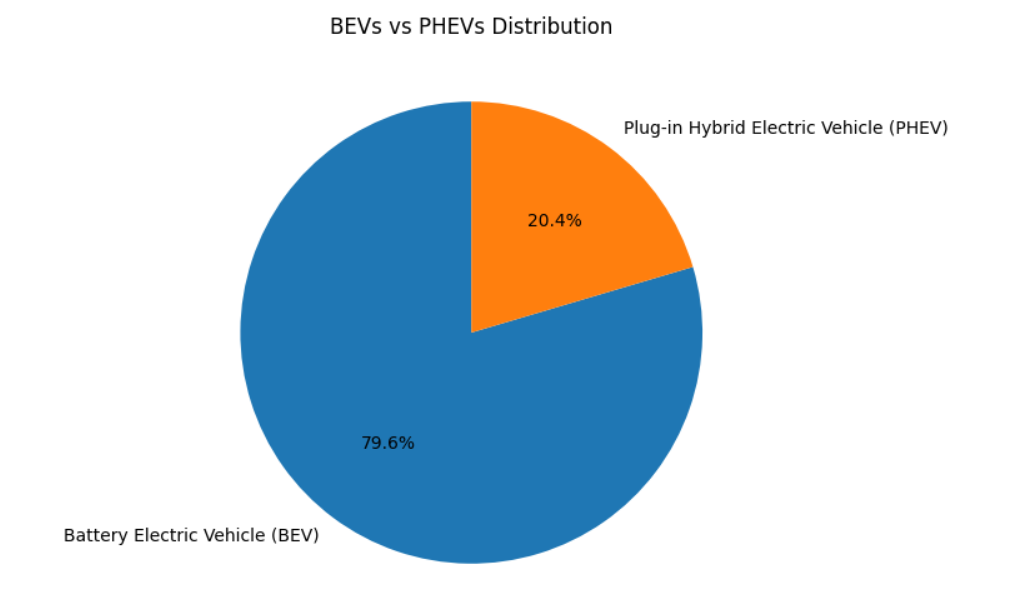 BEVs vs PHEVs Distribution
Plug-in Hybrid Electric Vehicle (PHEV)
20.4%
79.6%
Battery Electric Vehicle (BEV)